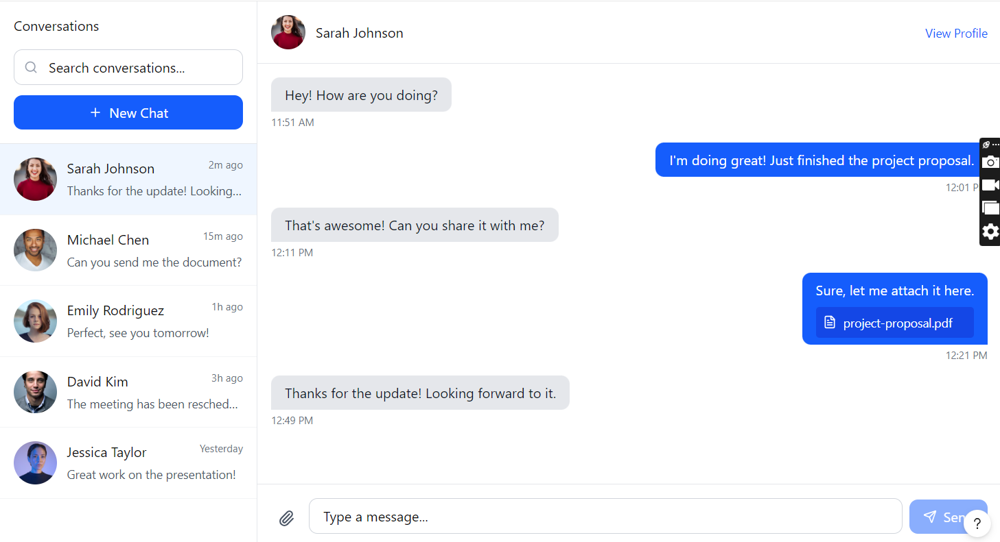 Conversations
Search conversations...
New Chat
Sarah Johnson
2m ago
Thanks for the update! Looking...
Michael Chen
15m ago
Can you send me the document?
Emily Rodriguez
1h ago
Perfect, see you tomorrow!
David Kim
3h ago
The meeting has been resched...
Jessica Taylor
Yesterday
Great work on the presentation!
Sarah Johnson
View Profile
Hey! How are you doing?
11:51 AM
I'm doing great! Just finished the project proposal.
12:01 P
That's awesome! Can you share it with me?
12:11 PM
Sure, let me attach it here.
project-proposal.pdf
12:21 PM
Thanks for the update! Looking forward to it.
12:49 PM
Type a message...
Sen
?